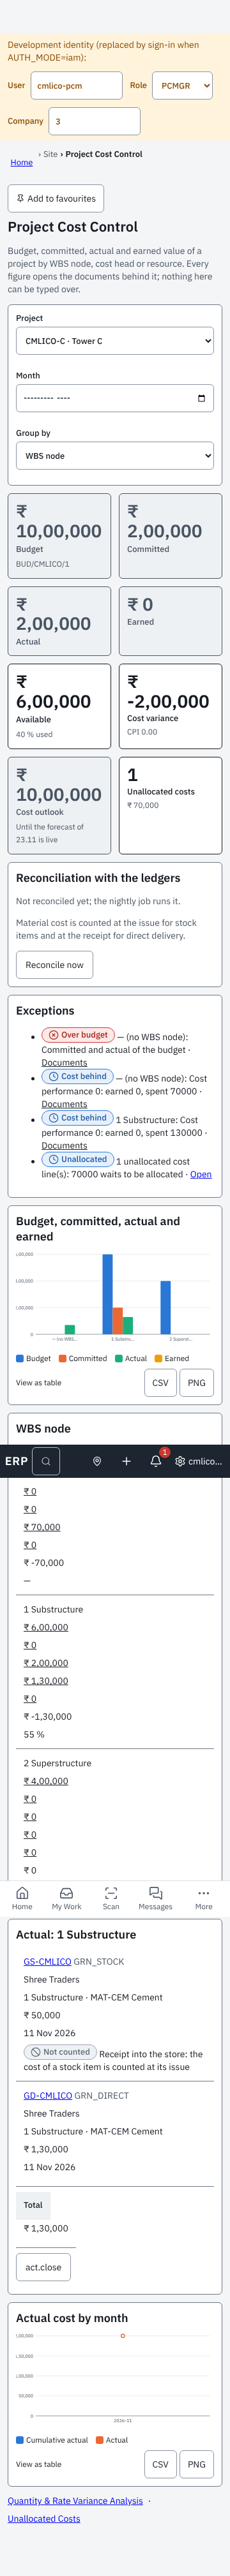 Development identity (replaced by sign-in when
AUTH_MODE=iam):
User cmlico-pcm Role PCMGR
Company 3
Home › Site › Project Cost Control
Add to favourites
Project Cost Control
Budget, committed, actual and earned value of a
project by WBS node, cost head or resource. Every
figure opens the documents behind it; nothing here
can be typed over.
Project
CMLICO-C · Tower C
Month
--------- ----
Group by
WBS node
₹
10,00,000
Budget
BUD/CMLICO/1
₹
2,00,000
Committed
₹
2,00,000
Actual
₹ 0
Earned
₹
6,00,000
Available
40 % used
₹
-2,00,000
Cost variance
CPI 0.00
₹
10,00,000
Cost outlook
Until the forecast of
23.11 is live
1
Unallocated costs
₹ 70,000
Reconciliation with the ledgers
Not reconciled yet; the nightly job runs it.
Material cost is counted at the issue for stock
items and at the receipt for direct delivery.
Reconcile now
Exceptions
Over budget — (no WBS node):
Committed and actual of the budget ·
Documents
Cost behind — (no WBS node): Cost
performance 0: earned 0, spent 70000 ·
Documents
Cost behind 1 Substructure: Cost
performance 0: earned 0, spent 130000 ·
Documents
Unallocated 1 unallocated cost
line(s): 70000 waits to be allocated · Open
Budget, committed, actual and
earned
0
— (no WBS…
1 Substru…
2 Superst…
Budget Committed Actual Earned
View as table CSV PNG
WBS node
ERP 1 cmlico…
₹ 0
₹ 0
₹ 70,000
₹ 0
₹ -70,000
—
1 Substructure
₹ 6,00,000
₹ 0
₹ 2,00,000
₹ 1,30,000
₹ 0
₹ -1,30,000
55 %
2 Superstructure
₹ 4,00,000
₹ 0
₹ 0
₹ 0
₹ 0
₹ 0
Home My Work Scan Messages More
Actual: 1 Substructure
GS-CMLICO GRN_STOCK
Shree Traders
1 Substructure · MAT-CEM Cement
₹ 50,000
11 Nov 2026
Not counted Receipt into the store: the
cost of a stock item is counted at its issue
GD-CMLICO GRN_DIRECT
Shree Traders
1 Substructure · MAT-CEM Cement
₹ 1,30,000
11 Nov 2026
Total
₹ 1,30,000
act.close
Actual cost by month
50,000
0
2026-11
Cumulative actual Actual
View as table CSV PNG
Quantity & Rate Variance Analysis ·
Unallocated Costs